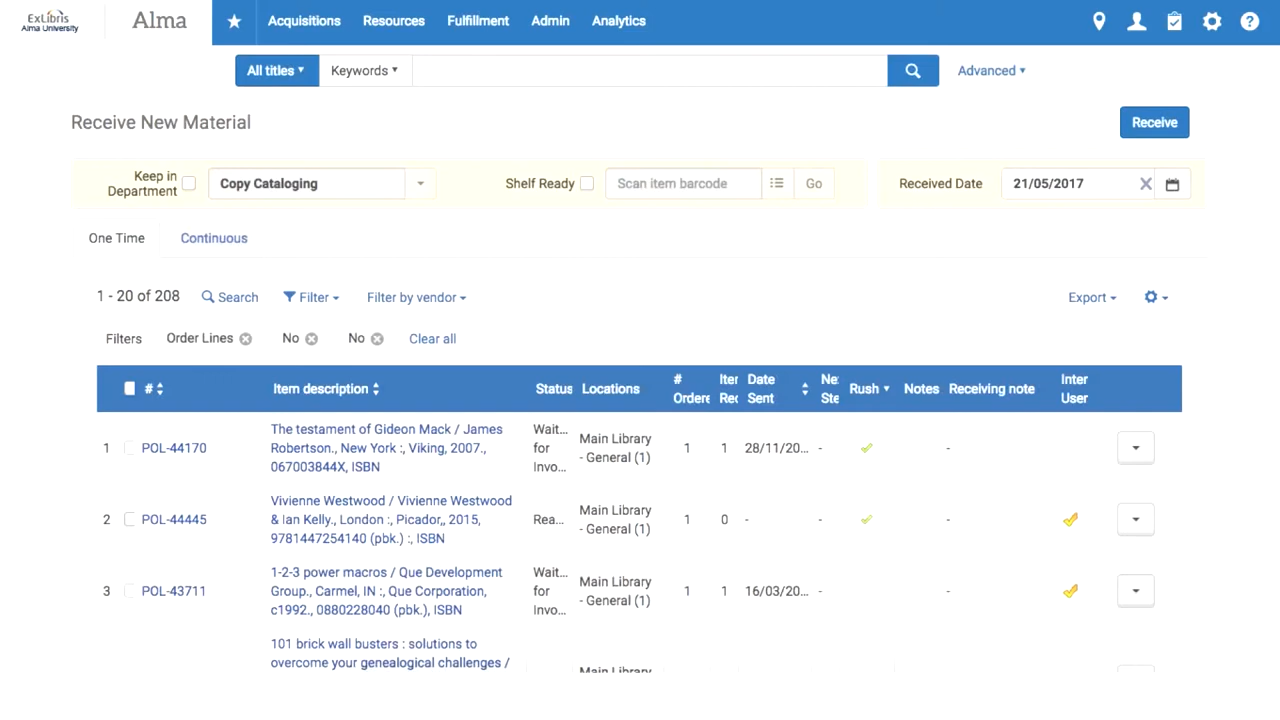 ExLibris
Alma University
Alma
Acquisitions Resources Fulfillment Admin Analytics
All titles Keywords Advanced
Receive New Material
Receive
Keep in Department Copy Cataloging Shelf Ready Scan item barcode Go Received Date 21/05/2017
One Time Continuous
1 - 20 of 208 Search Filter Filter by vendor Export
Filters Order Lines No No Clear all
# Item description Status Locations # Ordere Iter Rec Date Sent Ne Ste Rush Notes Receiving note Inter User
1 POL-44170
The testament of Gideon Mack / James
Robertson., New York :, Viking, 2007.,
067003844X, ISBN
Wait...
for
Invo...
Main Library
- General (1)
1 1 28/11/20... - -
2 POL-44445
Vivienne Westwood / Vivienne Westwood
& Ian Kelly., London :, Picador,, 2015,
9781447254140 (pbk.) :, ISBN
Rea...
Main Library
- General (1)
1 0 - - -
3 POL-43711
1-2-3 power macros / Que Development
Group., Carmel, IN :, Que Corporation,
c1992., 0880228040 (pbk.), ISBN
Wait...
for
Invo...
Main Library
- General (1)
1 1 16/03/20... - -
101 brick wall busters : solutions to
overcome your genealogical challenges /
Main Library